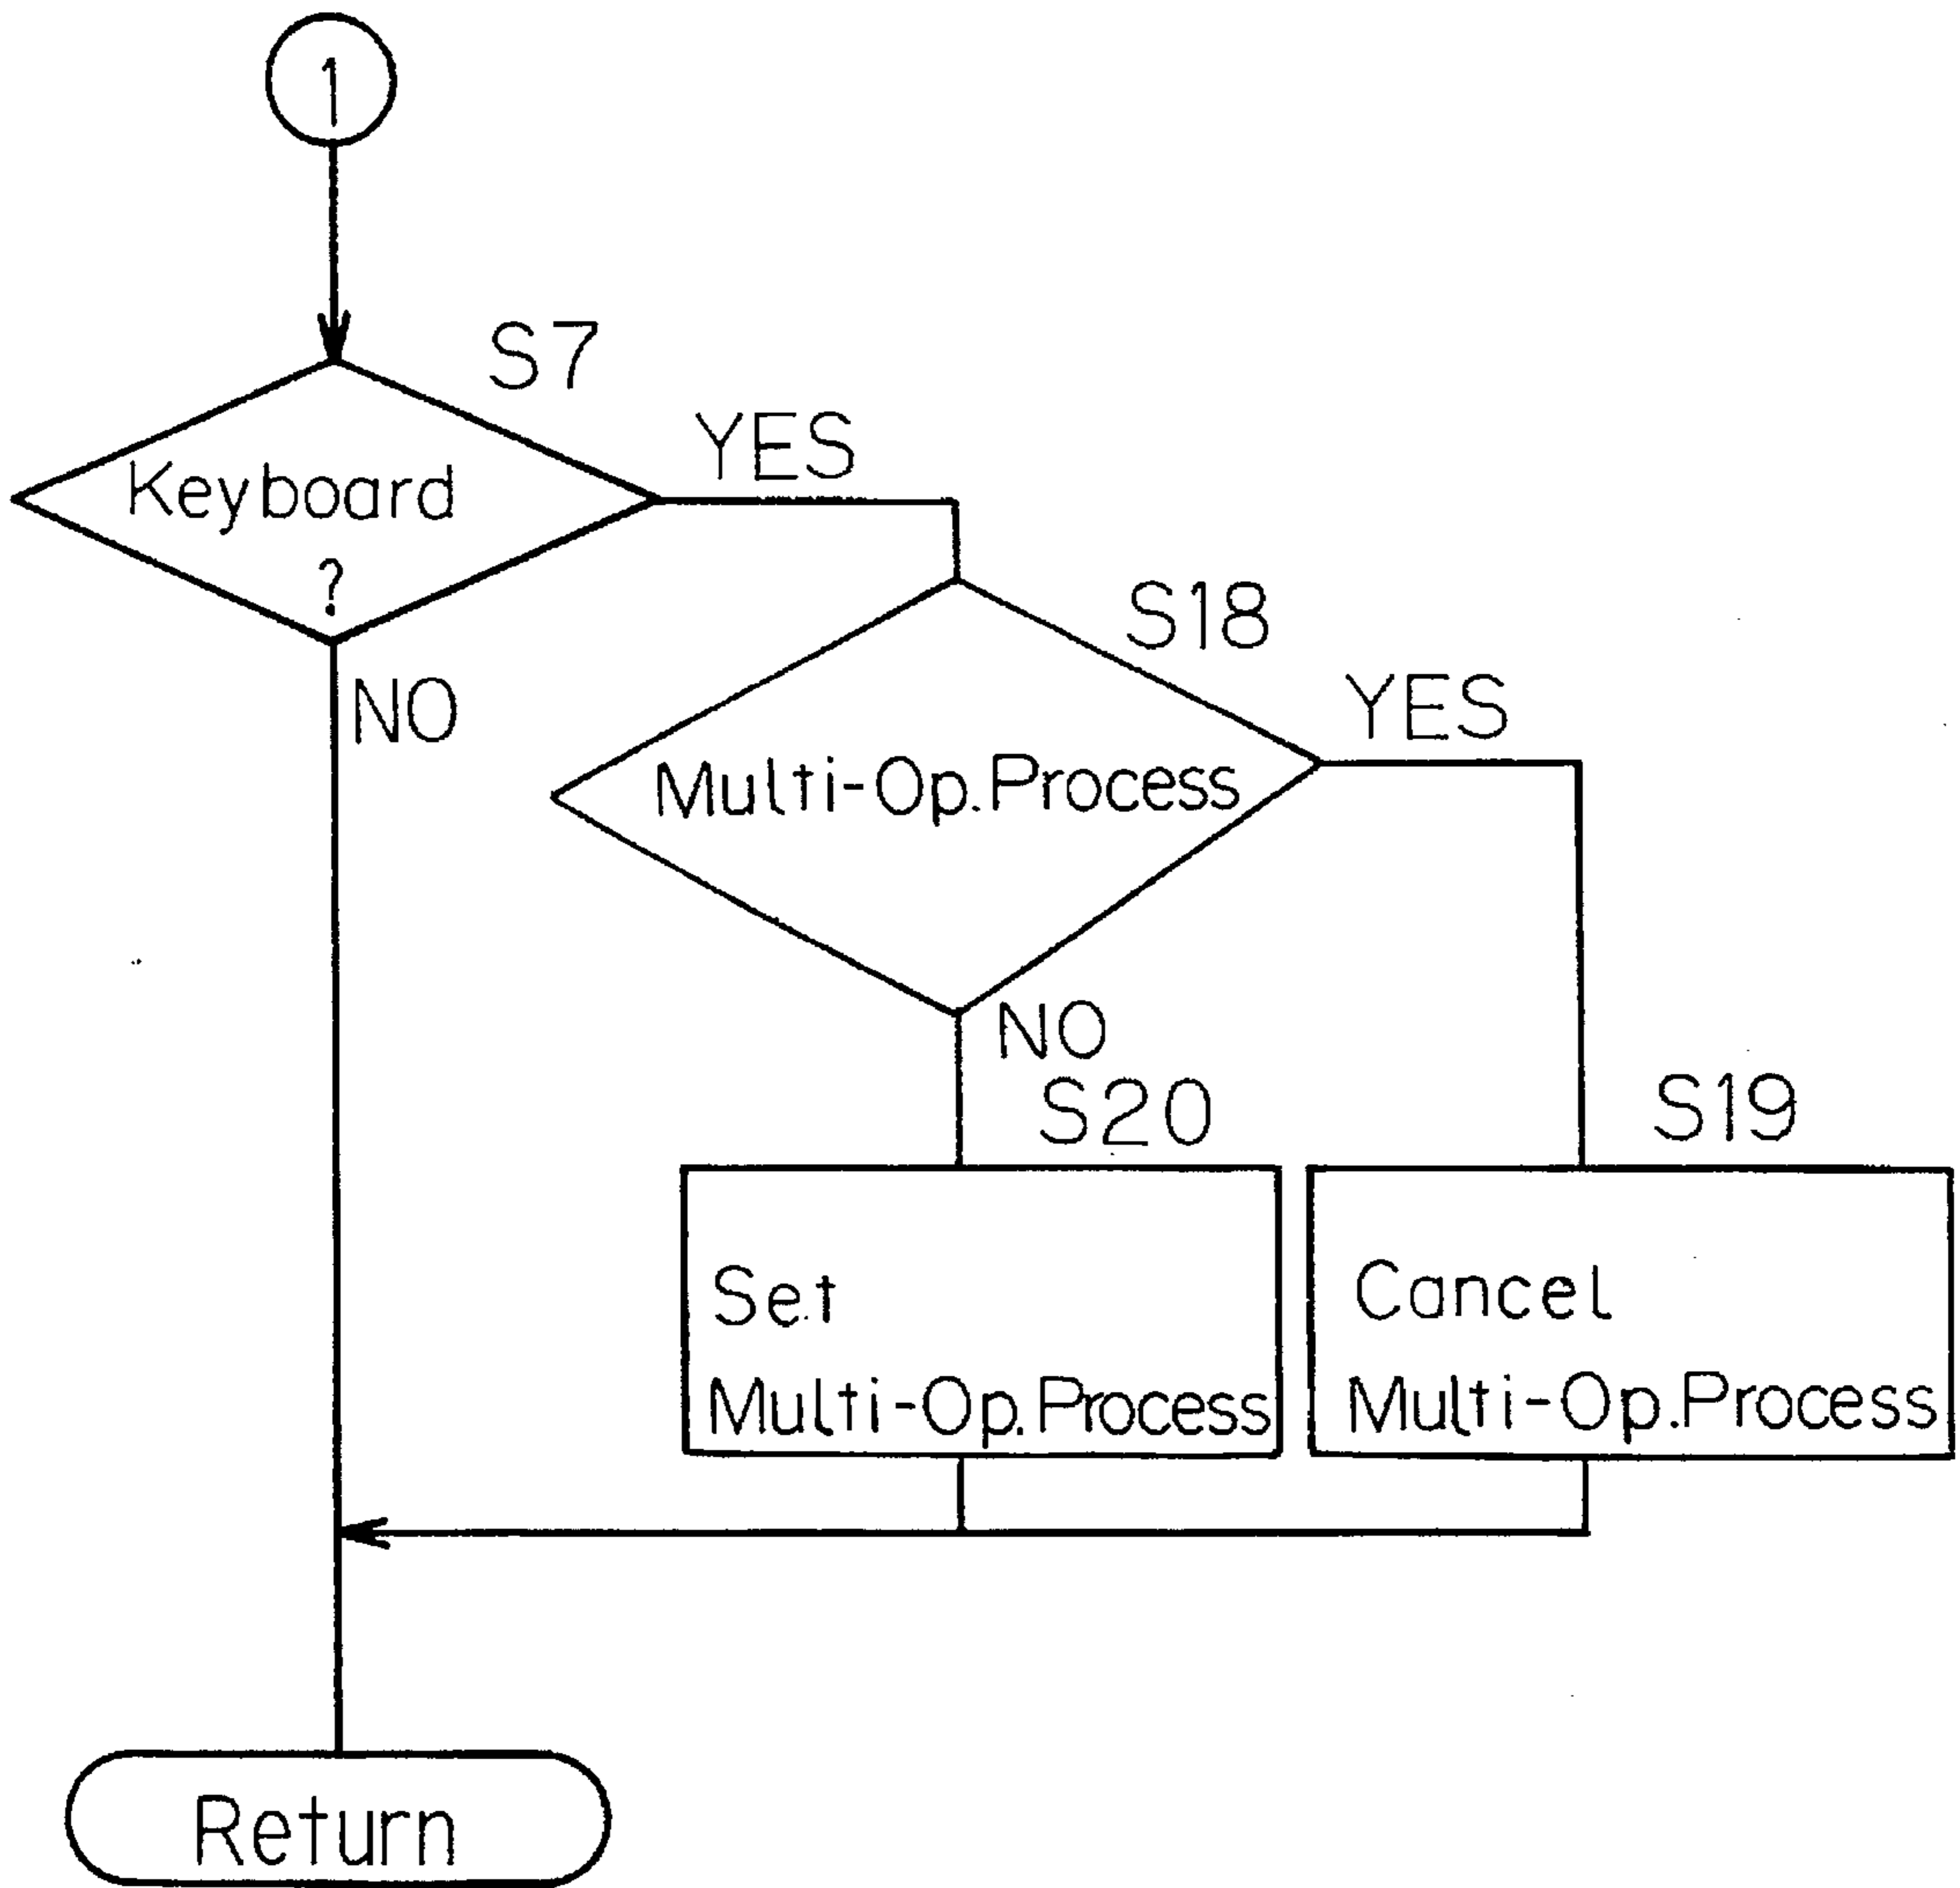 1
S7
YES
Keyboard
?
NO
S18
YES
Multi-Op.Process
NO
S20
S19
Set
Multi-Op.Process
Cancel
Multi-Op.Process
Return